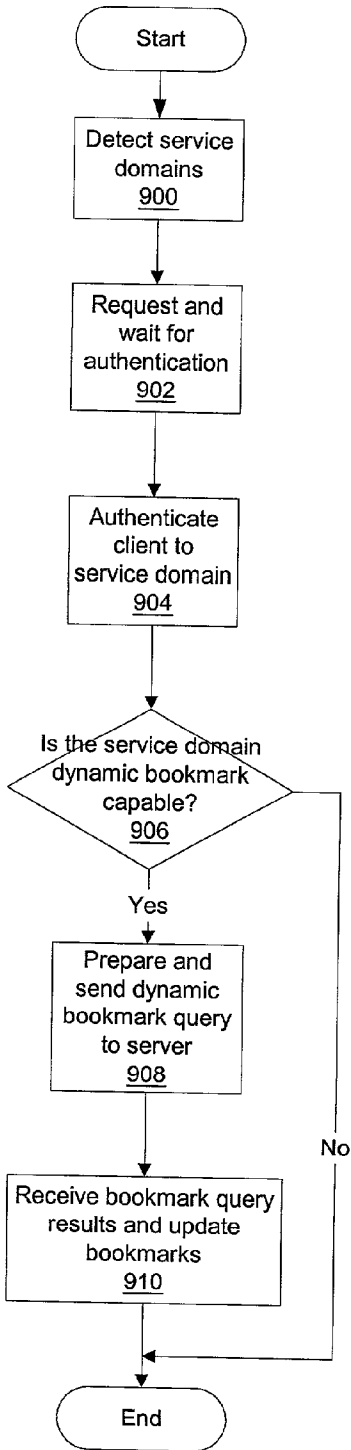 Start
Detect service
domains
900
Request and
wait for
authentication
902
Authenticate
client to
service domain
904
Is the service domain
dynamic bookmark
capable?
906
Yes
Prepare and
send dynamic
bookmark query
to server
908
No
Receive bookmark query
results and update
bookmarks
910
End